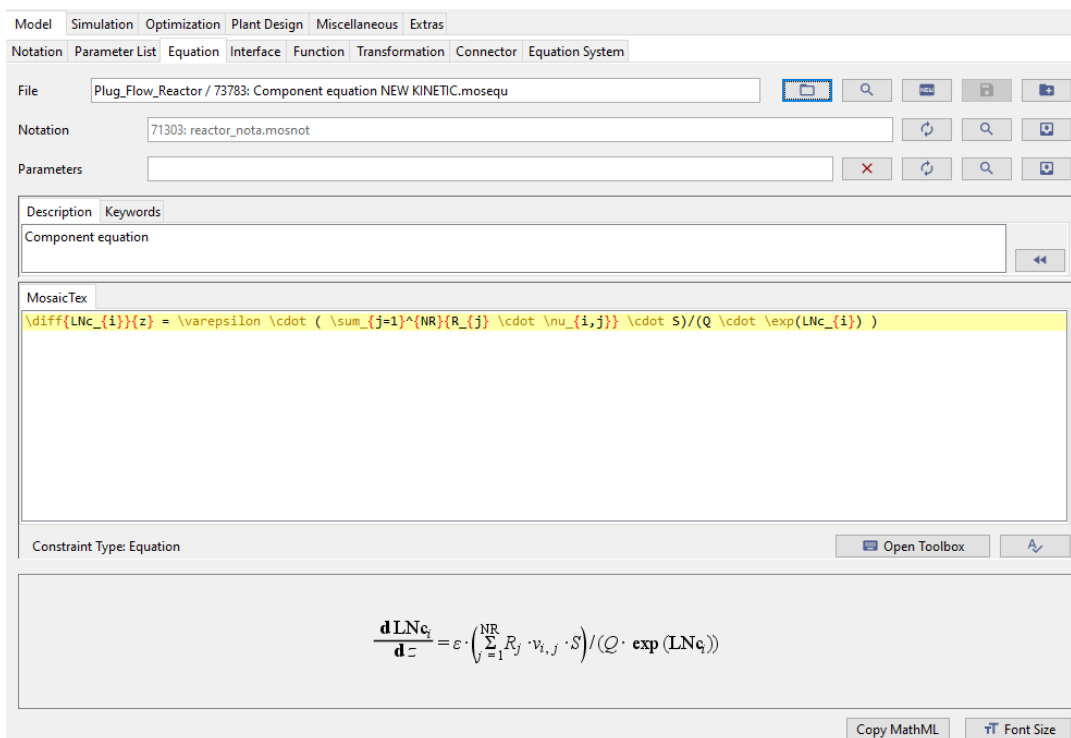 Model Simulation Optimization Plant Design Miscellaneous Extras
Notation Parameter List Equation Interface Function Transformation Connector Equation System
File Plug_Flow_Reactor / 73783: Component equation NEW KINETIC.mosequ NEW
Notation 71303: reactor_nota.mosnot
Parameters
Description Keywords
Component equation
MosaicTex
\diff{LNc_{i}}{z} = \varepsilon \cdot ( \sum_{j=1}^{NR}{R_{j} \cdot \nu_{i,j}} \cdot S)/(Q \cdot \exp(LNc_{i}) )
Constraint Type: Equation Open Toolbox
d LNc_i / d z = ε · (∑_{j=1}^{NR} R_j · ν_{i,j} · S)/(Q · exp (LNc_i))
Copy MathML TT Font Size